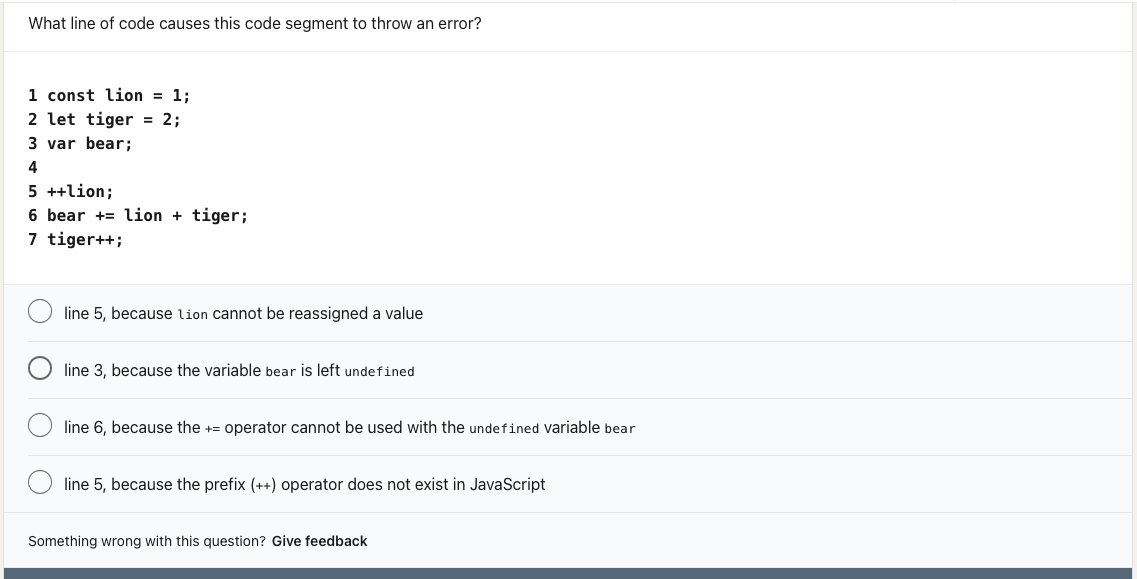 What line of code causes this code segment to throw an error?
1 const lion = 1;
2 let tiger = 2;
3 var bear;
4
5 ++lion;
6 bear += lion + tiger;
7 tiger++;
line 5, because lion cannot be reassigned a value
line 3, because the variable bear is left undefined
line 6, because the += operator cannot be used with the undefined variable bear
line 5, because the prefix (++) operator does not exist in JavaScript
Something wrong with this question? Give feedback